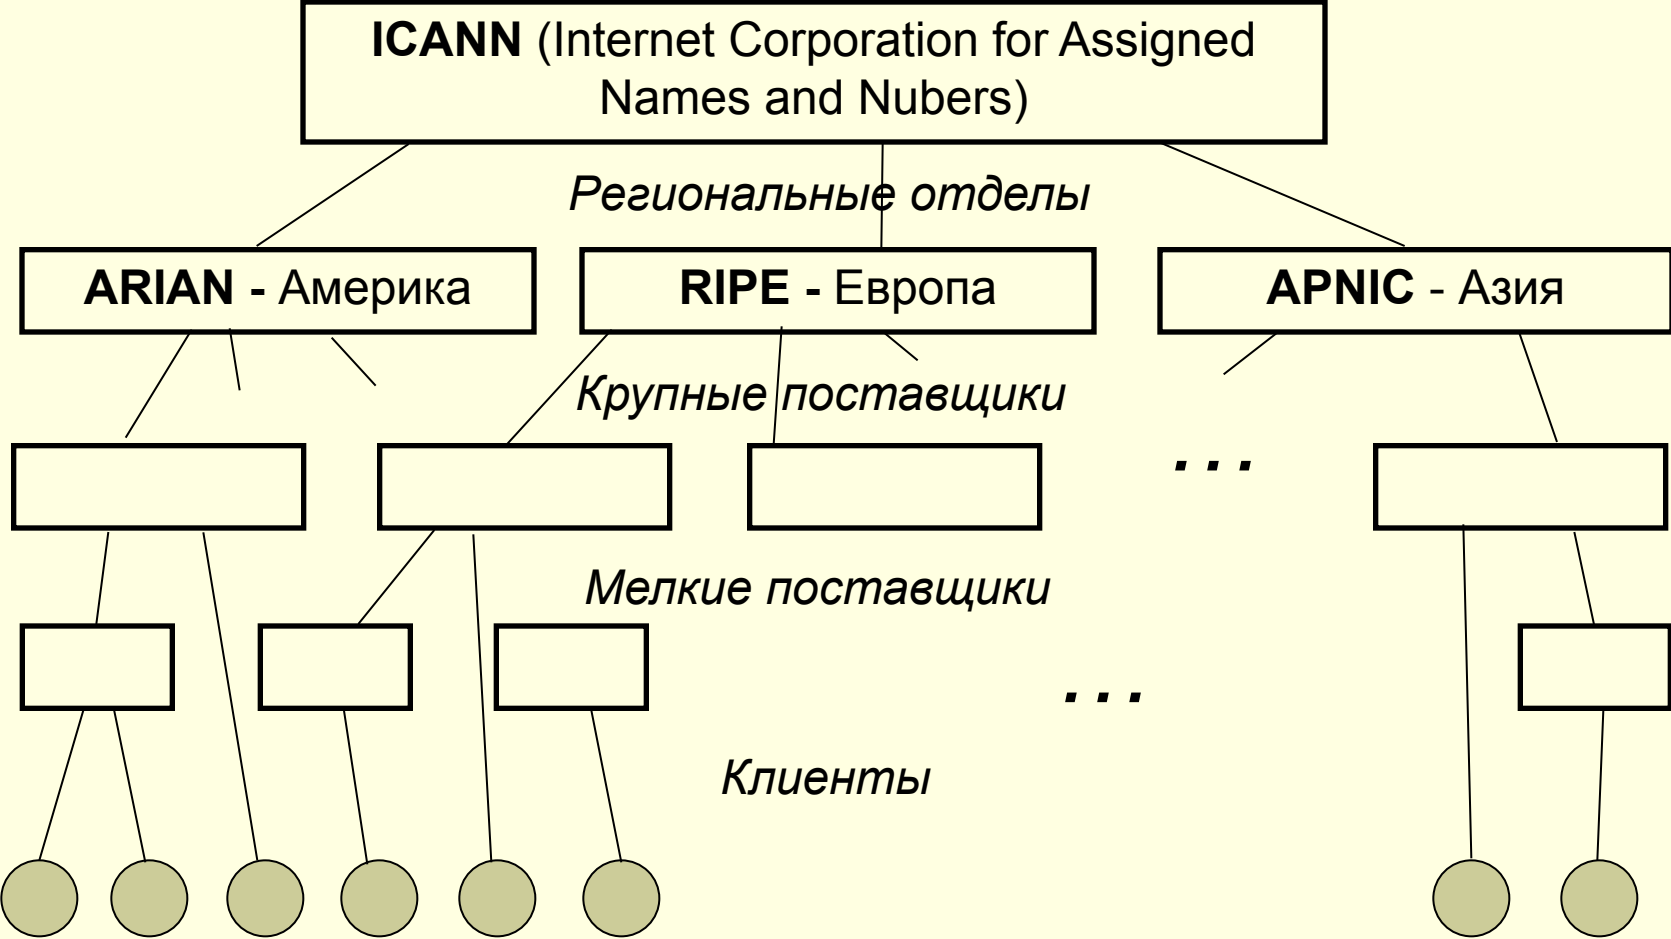 ICANN (Internet Corporation for Assigned
Names and Nubers)
Региональные отделы
ARIAN - Америка
RIPE - Европа
APNIC - Азия
Крупные поставщики
. . .
Мелкие поставщики
. . .
Клиенты